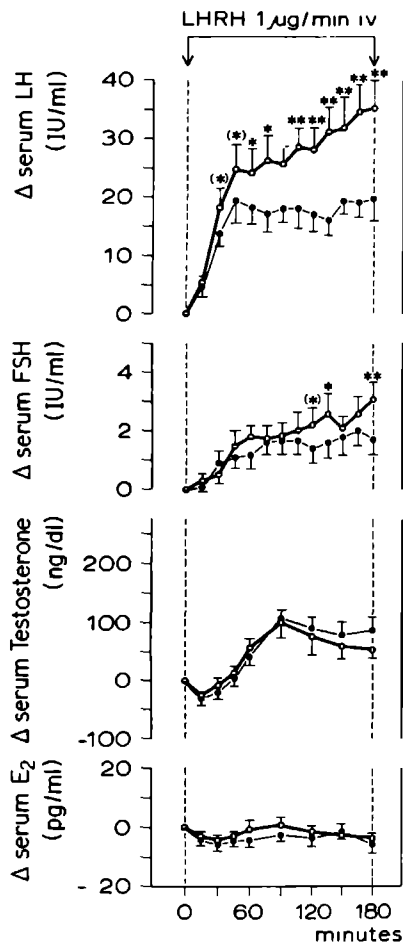 LHRH 1 µg/min iv
Δ serum LH
(IU/ml)
40
30
20
10
0
(*) (*) * * ** ** ** ** ** **
Δ serum FSH
(IU/ml)
4
2
0
(*) * **
Δ serum Testosterone
(ng/dl)
200
100
0
-100
Δ serum E2
(pg/ml)
20
0
-20
0 60 120 180
minutes